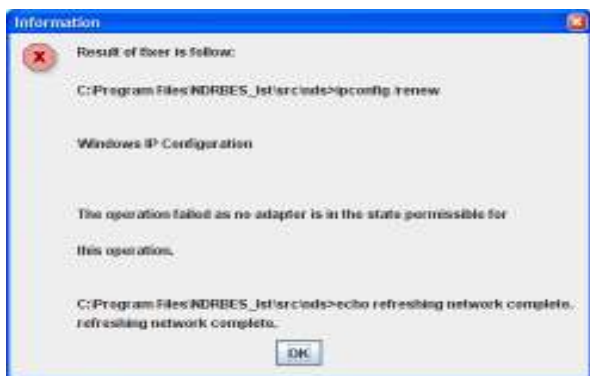 Information
Result of fixer is follow:
C:\Program Files\NDRBES_lst\src\nds>ipconfig /renew
Windows IP Configuration
The operation failed as no adapter is in the state permissible for
this operation.
C:\Program Files\NDRBES_lst\src\nds>echo refreshing network complete.
refreshing network complete.
OK